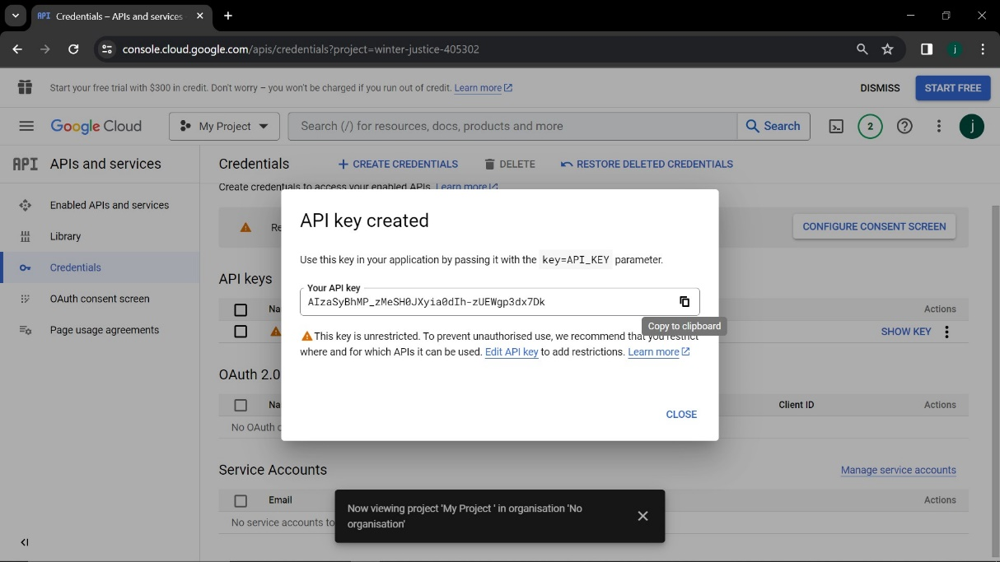 API Credentials – APIs and services
console.cloud.google.com/apis/credentials?project=winter-justice-405302
j
Start your free trial with $300 in credit. Don't worry – you won't be charged if you run out of credit. Learn more
DISMISS
START FREE
Google Cloud
My Project
Search (/) for resources, docs, products and more
Search
2
j
API APIs and services
Credentials
+ CREATE CREDENTIALS
DELETE
RESTORE DELETED CREDENTIALS
Enabled APIs and services
Library
Credentials
OAuth consent screen
Page usage agreements
Create credentials to access your enabled APIs. Learn more
Re
CONFIGURE CONSENT SCREEN
API keys
Na
Actions
SHOW KEY
OAuth 2.0
Na
Client ID
Actions
No OAuth c
Service Accounts
Manage service accounts
Email
Actions
No service accounts to
API key created
Use this key in your application by passing it with the key=API_KEY parameter.
Your API key
AIzaSyBhMP_zMeSH0JXyia0dIh-zUEWgp3dx7Dk
Copy to clipboard
This key is unrestricted. To prevent unauthorised use, we recommend that you restrict
where and for which APIs it can be used. Edit API key to add restrictions. Learn more
CLOSE
Now viewing project 'My Project ' in organisation 'No
organisation'